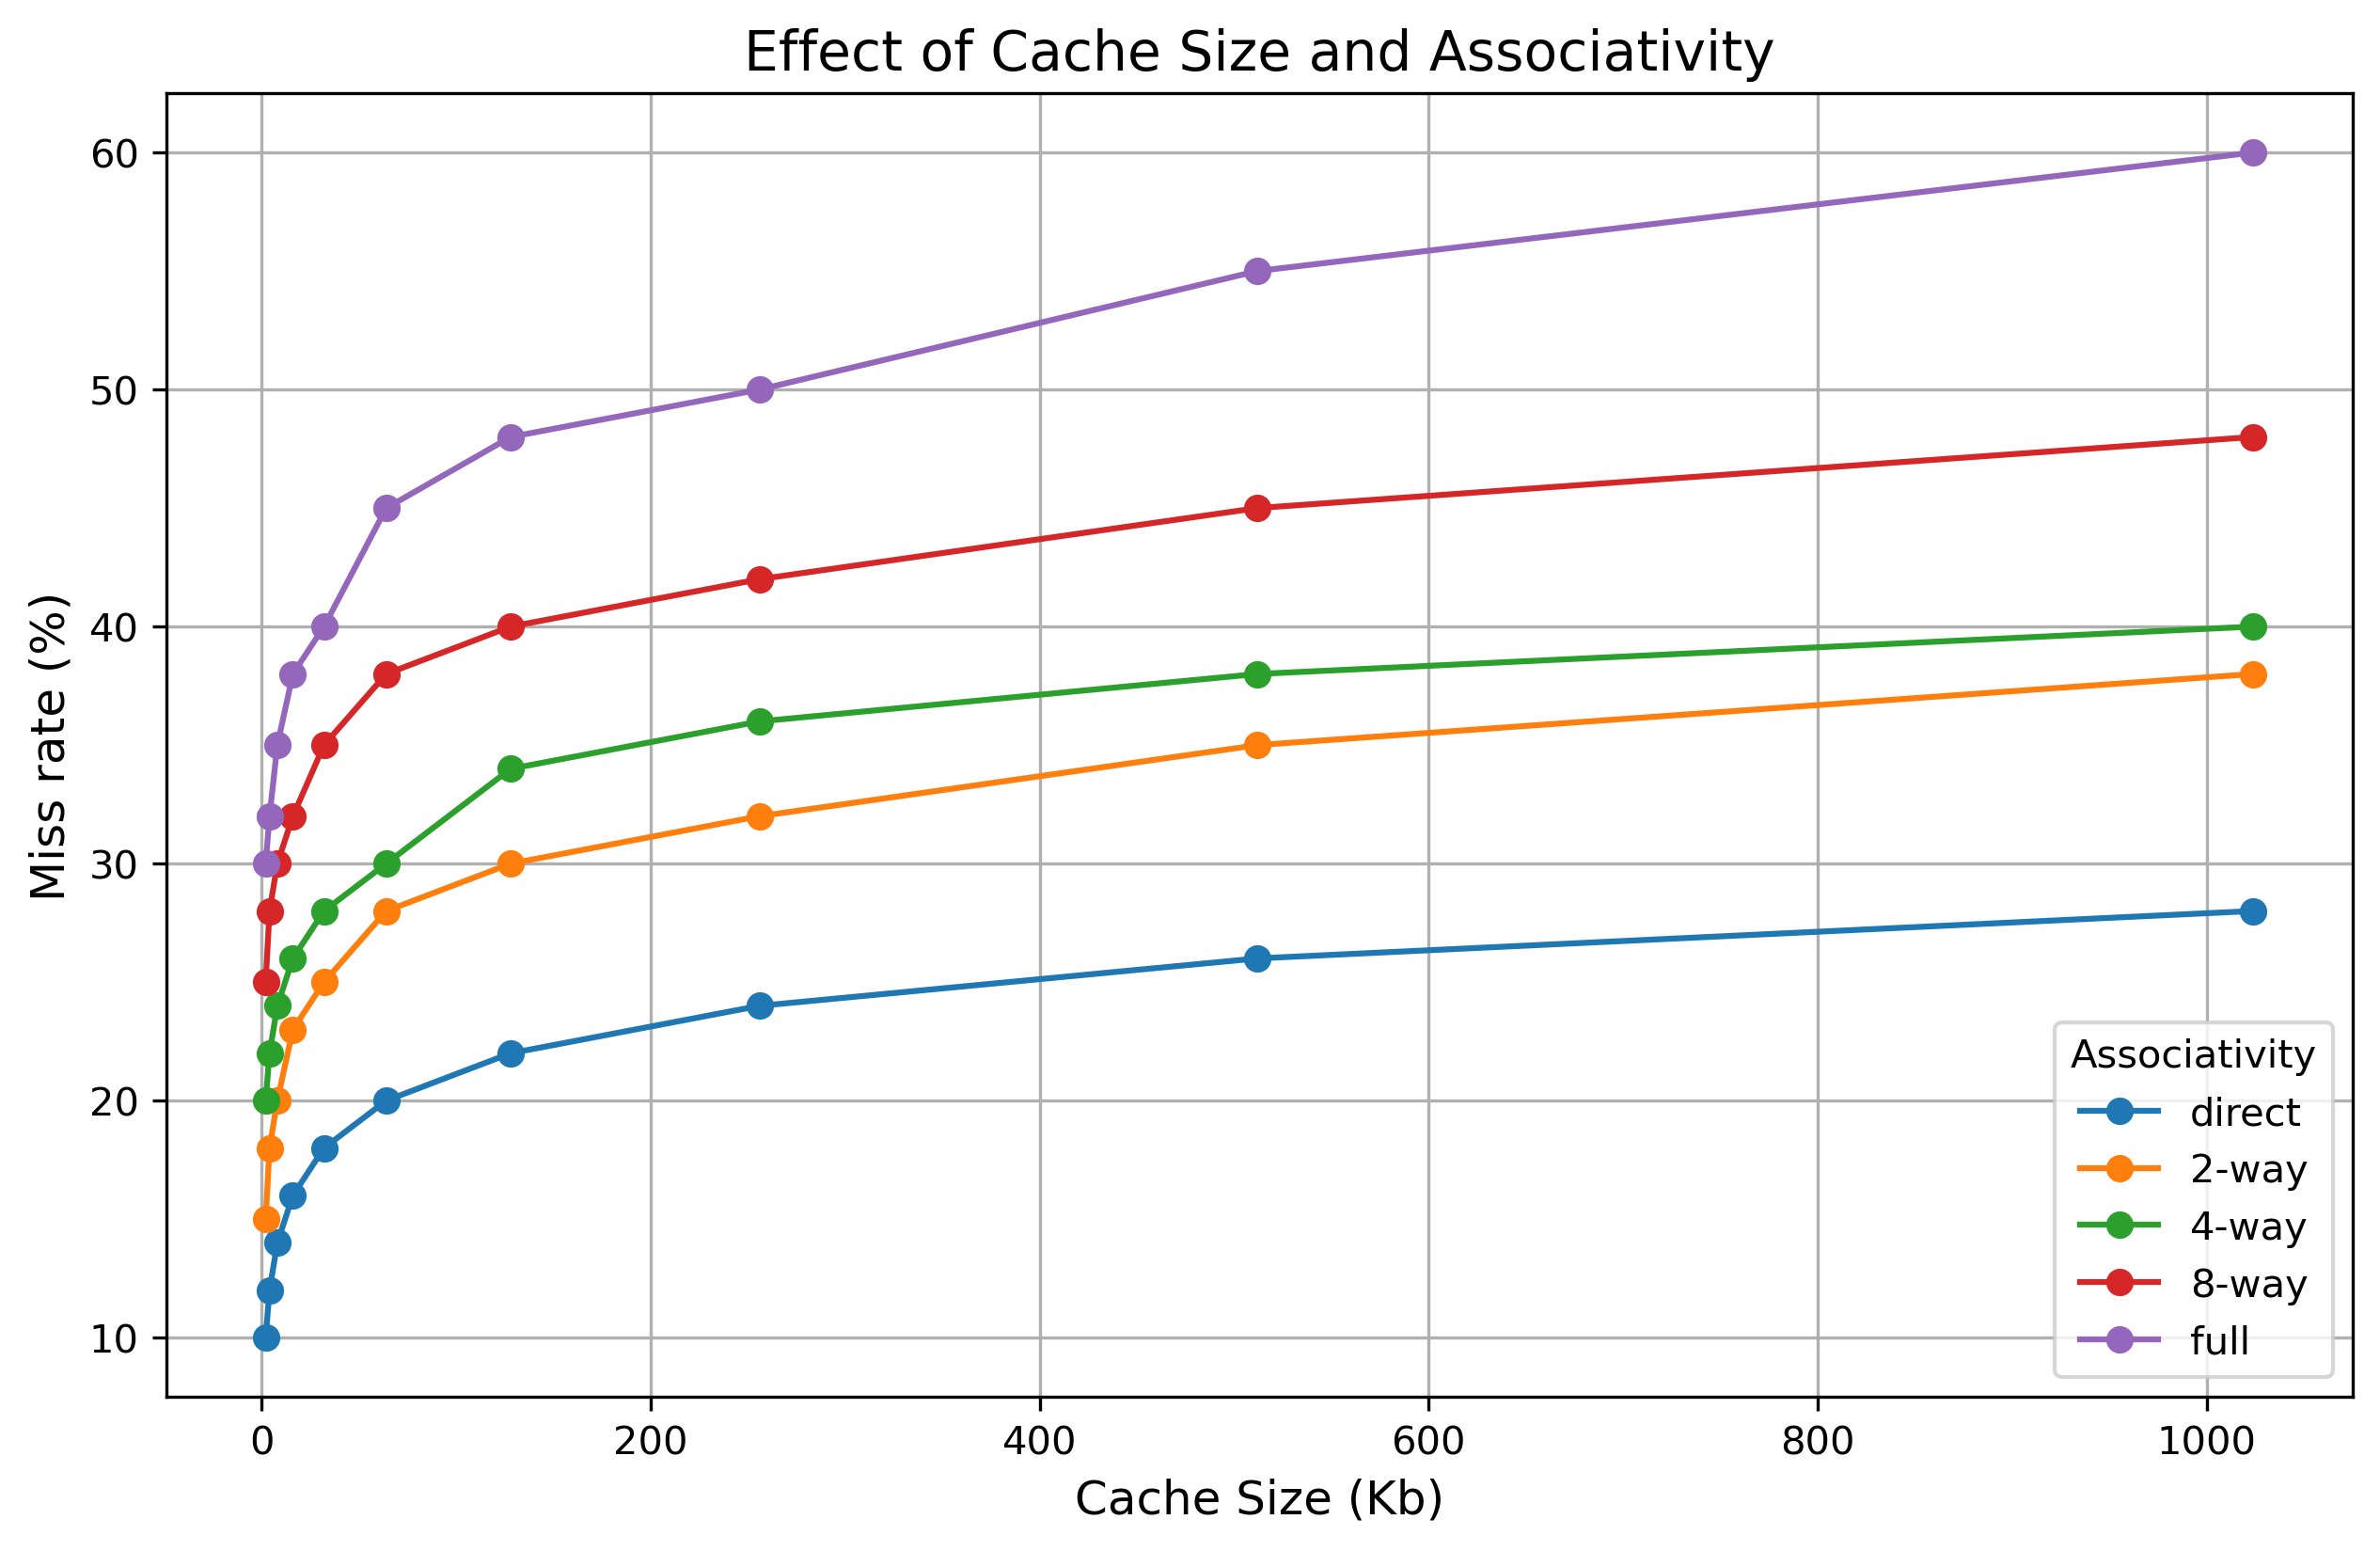 Effect of Cache Size and Associativity
Miss rate (%)
60
50
40
30
20
10
0 200 400 600 800 1000
Cache Size (Kb)
Associativity
direct
2-way
4-way
8-way
full